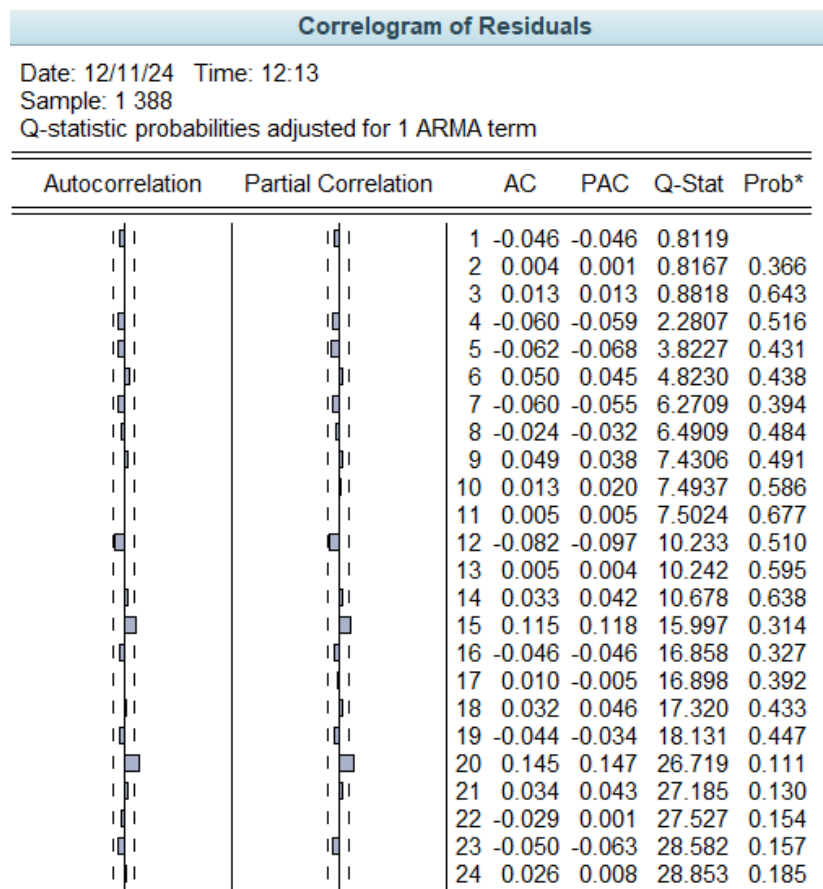 Correlogram of Residuals
Date: 12/11/24 Time: 12:13
Sample: 1 388
Q-statistic probabilities adjusted for 1 ARMA term
Autocorrelation Partial Correlation AC PAC Q-Stat Prob*
1 -0.046 -0.046 0.8119
2 0.004 0.001 0.8167 0.366
3 0.013 0.013 0.8818 0.643
4 -0.060 -0.059 2.2807 0.516
5 -0.062 -0.068 3.8227 0.431
6 0.050 0.045 4.8230 0.438
7 -0.060 -0.055 6.2709 0.394
8 -0.024 -0.032 6.4909 0.484
9 0.049 0.038 7.4306 0.491
10 0.013 0.020 7.4937 0.586
11 0.005 0.005 7.5024 0.677
12 -0.082 -0.097 10.233 0.510
13 0.005 0.004 10.242 0.595
14 0.033 0.042 10.678 0.638
15 0.115 0.118 15.997 0.314
16 -0.046 -0.046 16.858 0.327
17 0.010 -0.005 16.898 0.392
18 0.032 0.046 17.320 0.433
19 -0.044 -0.034 18.131 0.447
20 0.145 0.147 26.719 0.111
21 0.034 0.043 27.185 0.130
22 -0.029 0.001 27.527 0.154
23 -0.050 -0.063 28.582 0.157
24 0.026 0.008 28.853 0.185